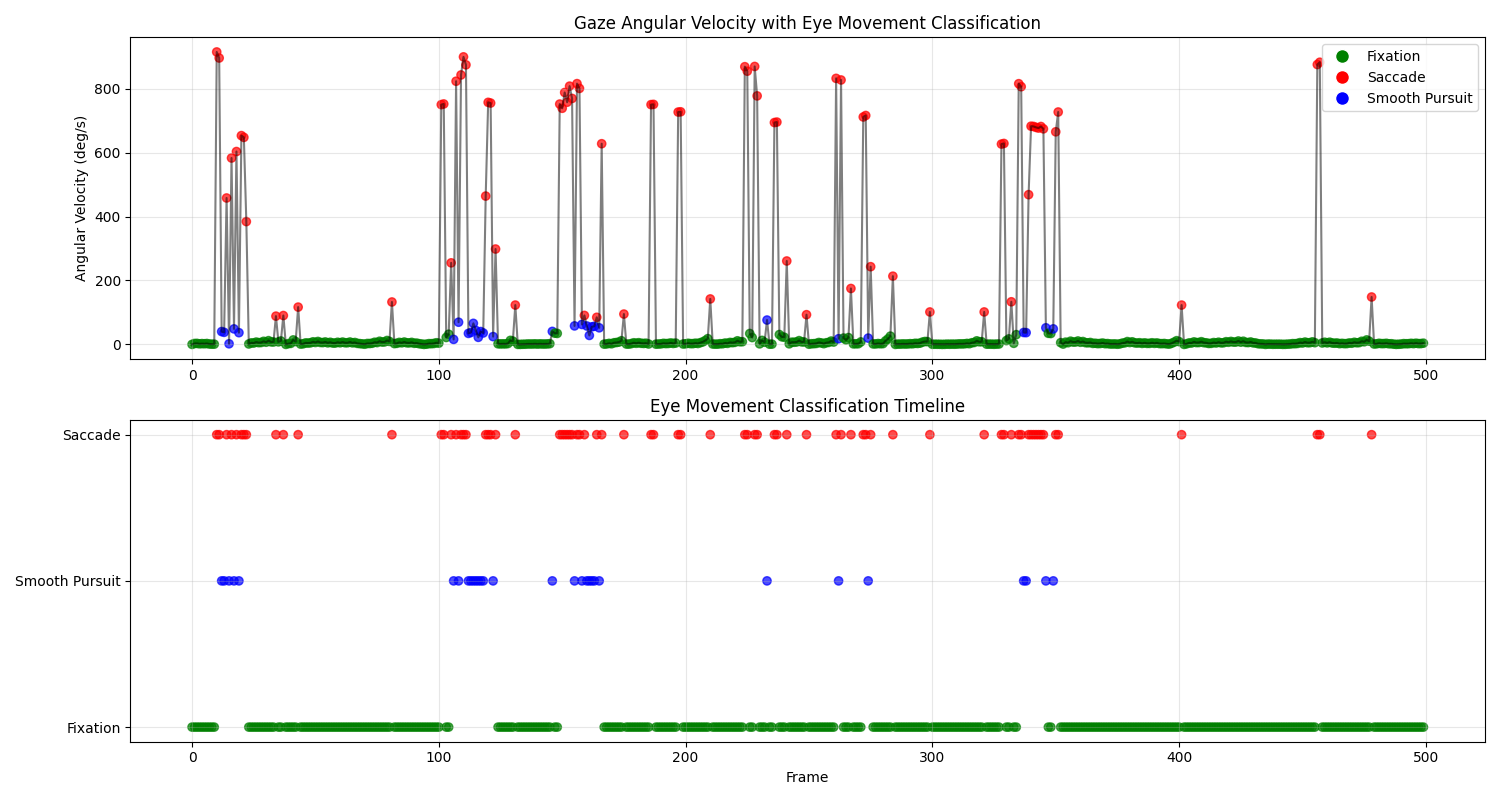 Gaze Angular Velocity with Eye Movement Classification
Angular Velocity (deg/s)
800
600
400
200
0
Fixation
Saccade
Smooth Pursuit
0 100 200 300 400 500
Eye Movement Classification Timeline
Saccade
Smooth Pursuit
Fixation
0 100 200 300 400 500
Frame